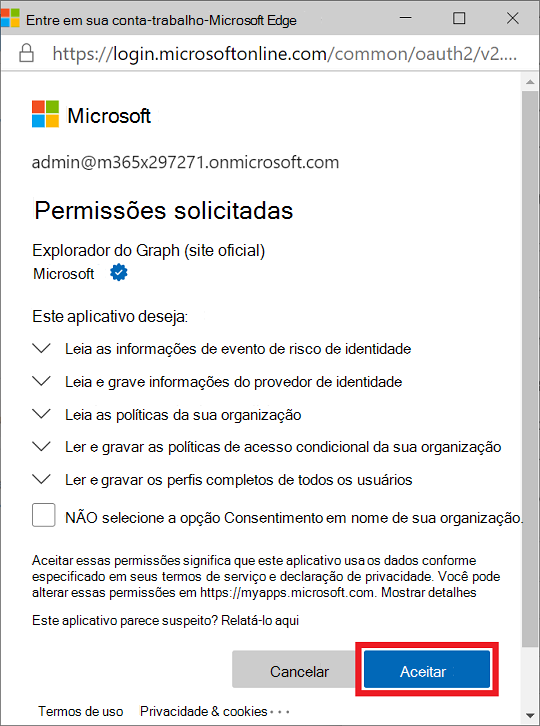 Entre em sua conta-trabalho-Microsoft Edge
https://login.microsoftonline.com/common/oauth2/v2....
Microsoft
admin@m365x297271.onmicrosoft.com
Permissões solicitadas
Explorador do Graph (site oficial)
Microsoft
Este aplicativo deseja:
Leia as informações de evento de risco de identidade
Leia e grave informações do provedor de identidade
Leia as políticas da sua organização
Ler e gravar as políticas de acesso condicional da sua organização
Ler e gravar os perfis completos de todos os usuários
NÃO selecione a opção Consentimento em nome de sua organização.
Aceitar essas permissões significa que este aplicativo usa os dados conforme
especificado em seus termos de serviço e declaração de privacidade. Você pode
alterar essas permissões em https://myapps.microsoft.com. Mostrar detalhes
Este aplicativo parece suspeito? Relatá-lo aqui
Cancelar
Aceitar
Termos de uso Privacidade & cookies